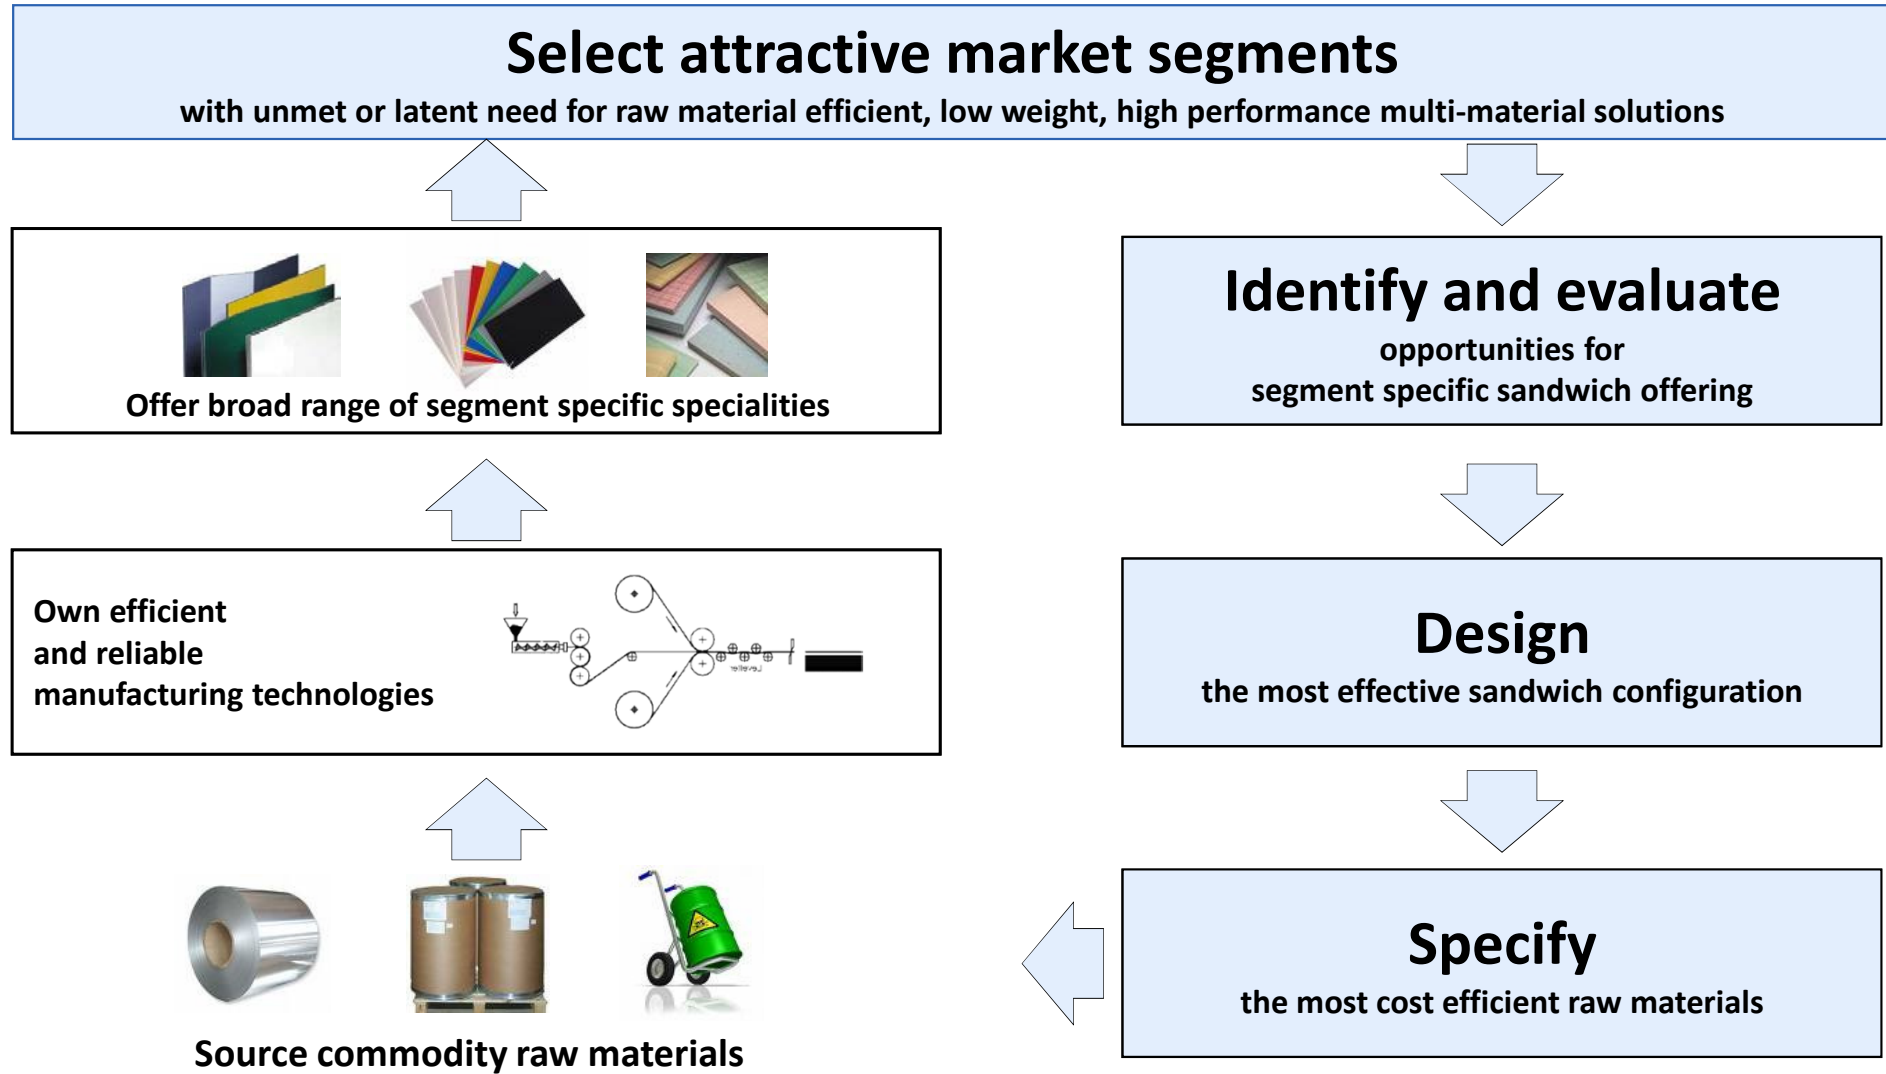 Select attractive market segments
with unmet or latent need for raw material efficient, low weight, high performance multi-material solutions
Offer broad range of segment specific specialities
Identify and evaluate
opportunities for
segment specific sandwich offering
Own efficient
and reliable
manufacturing technologies
Design
the most effective sandwich configuration
Source commodity raw materials
Specify
the most cost efficient raw materials